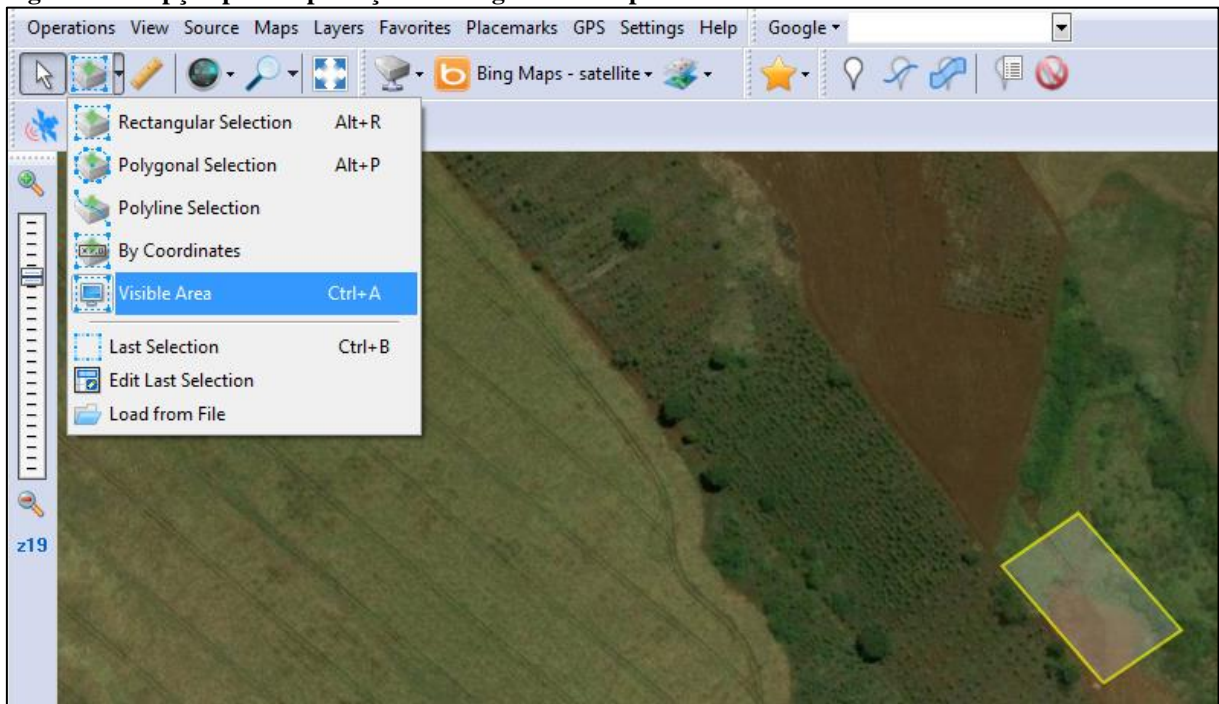 Operations View Source Maps Layers Favorites Placemarks GPS Settings Help Google
Bing Maps - satellite
Rectangular Selection Alt+R
Polygonal Selection Alt+P
Polyline Selection
By Coordinates
Visible Area Ctrl+A
Last Selection Ctrl+B
Edit Last Selection
Load from File
z19